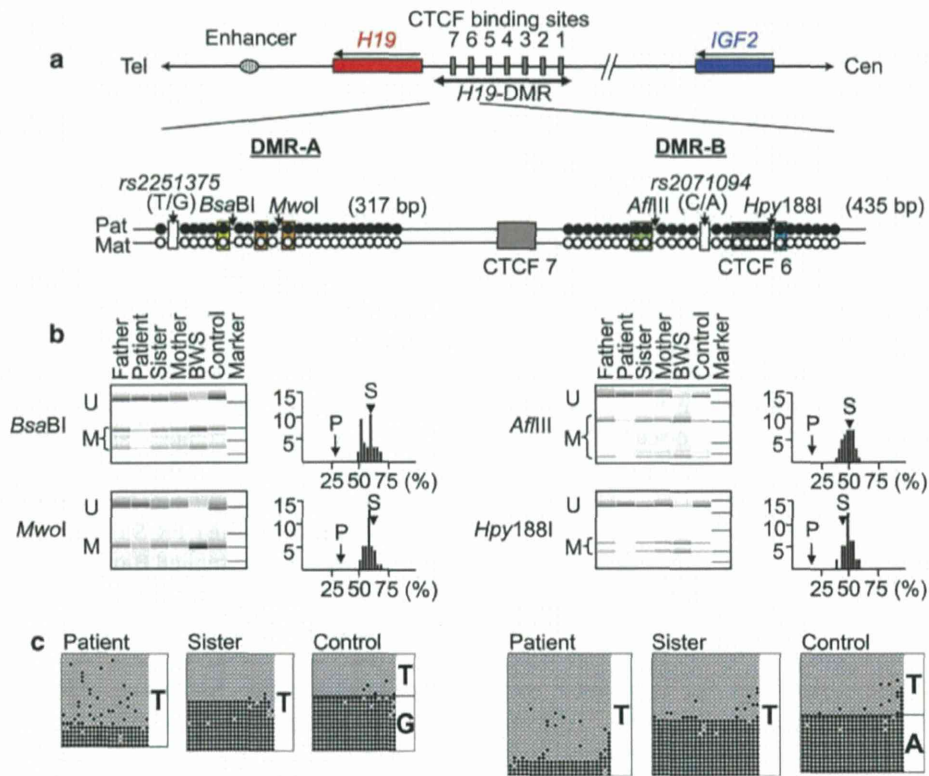 a
CTCF binding sites
Enhancer H19 7 6 5 4 3 2 1 IGF2
Tel Cen
H19-DMR
DMR-A DMR-B
rs2251375 rs2071094
(T/G) BsaBI MwoI (317 bp) AflIII (C/A) Hpy188I (435 bp)
Pat
Mat
CTCF 7 CTCF 6
b
Father Patient Sister Mother BWS Control Marker
BsaBI
U
M
15
10
5
P S
25 50 75 (%)
MwoI
U
M
15
10
5
P S
25 50 75 (%)
Father Patient Sister Mother BWS Control Marker
AflIII
U
M
15
10
5
P S
25 50 75 (%)
Hpy188I
U
M
15
10
5
P S
25 50 75 (%)
c
Patient Sister Control
T T T
G
Patient Sister Control
T T T
A